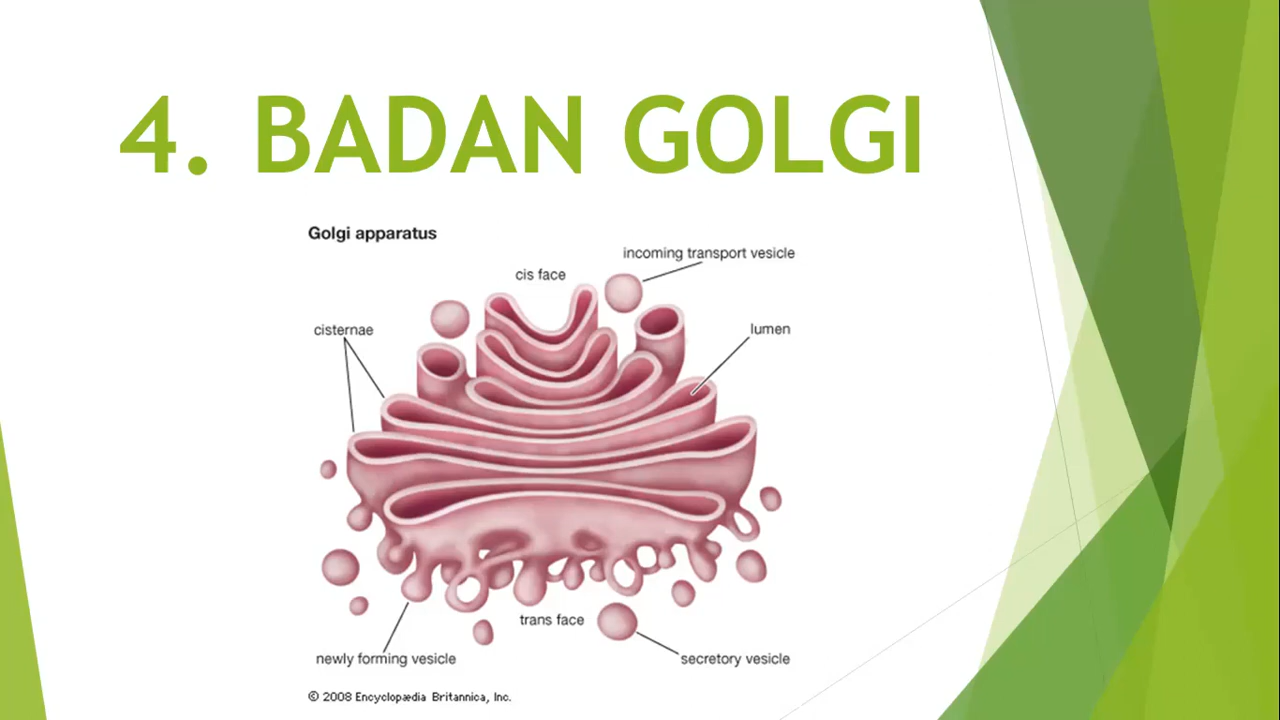 4. BADAN GOLGI
Golgi apparatus
incoming transport vesicle
cis face
cisternae
lumen
trans face
newly forming vesicle
secretory vesicle
© 2008 Encyclopædia Britannica, Inc.